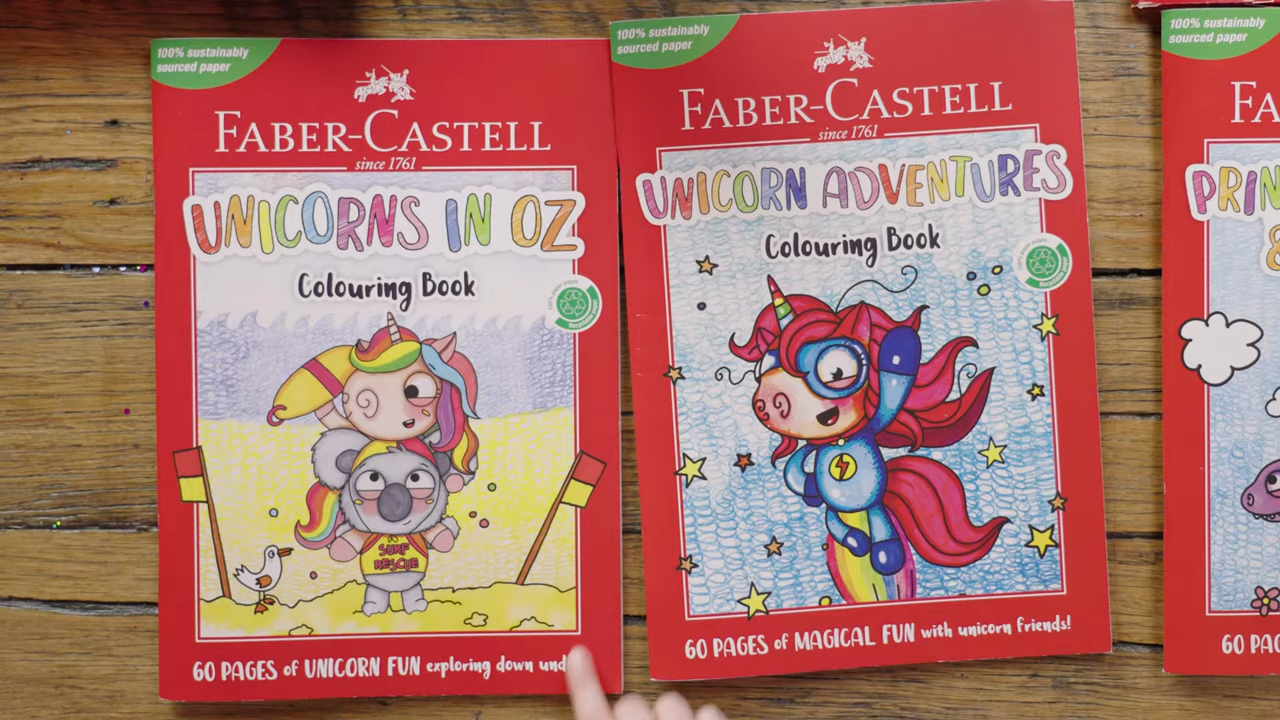 100% sustainably
sourced paper
FABER-CASTELL
since 1761
UNICORNS IN OZ
Colouring Book
SURF
RESCUE
60 PAGES of UNICORN FUN exploring down
100% sustainably
sourced paper
FABER-CASTELL
since 1761
UNICORN ADVENTURES
Colouring Book
60 PAGES of MAGICAL FUN with unicorn friends!
100% sustainably
sourced paper
FA
PRIN
&
60 PA